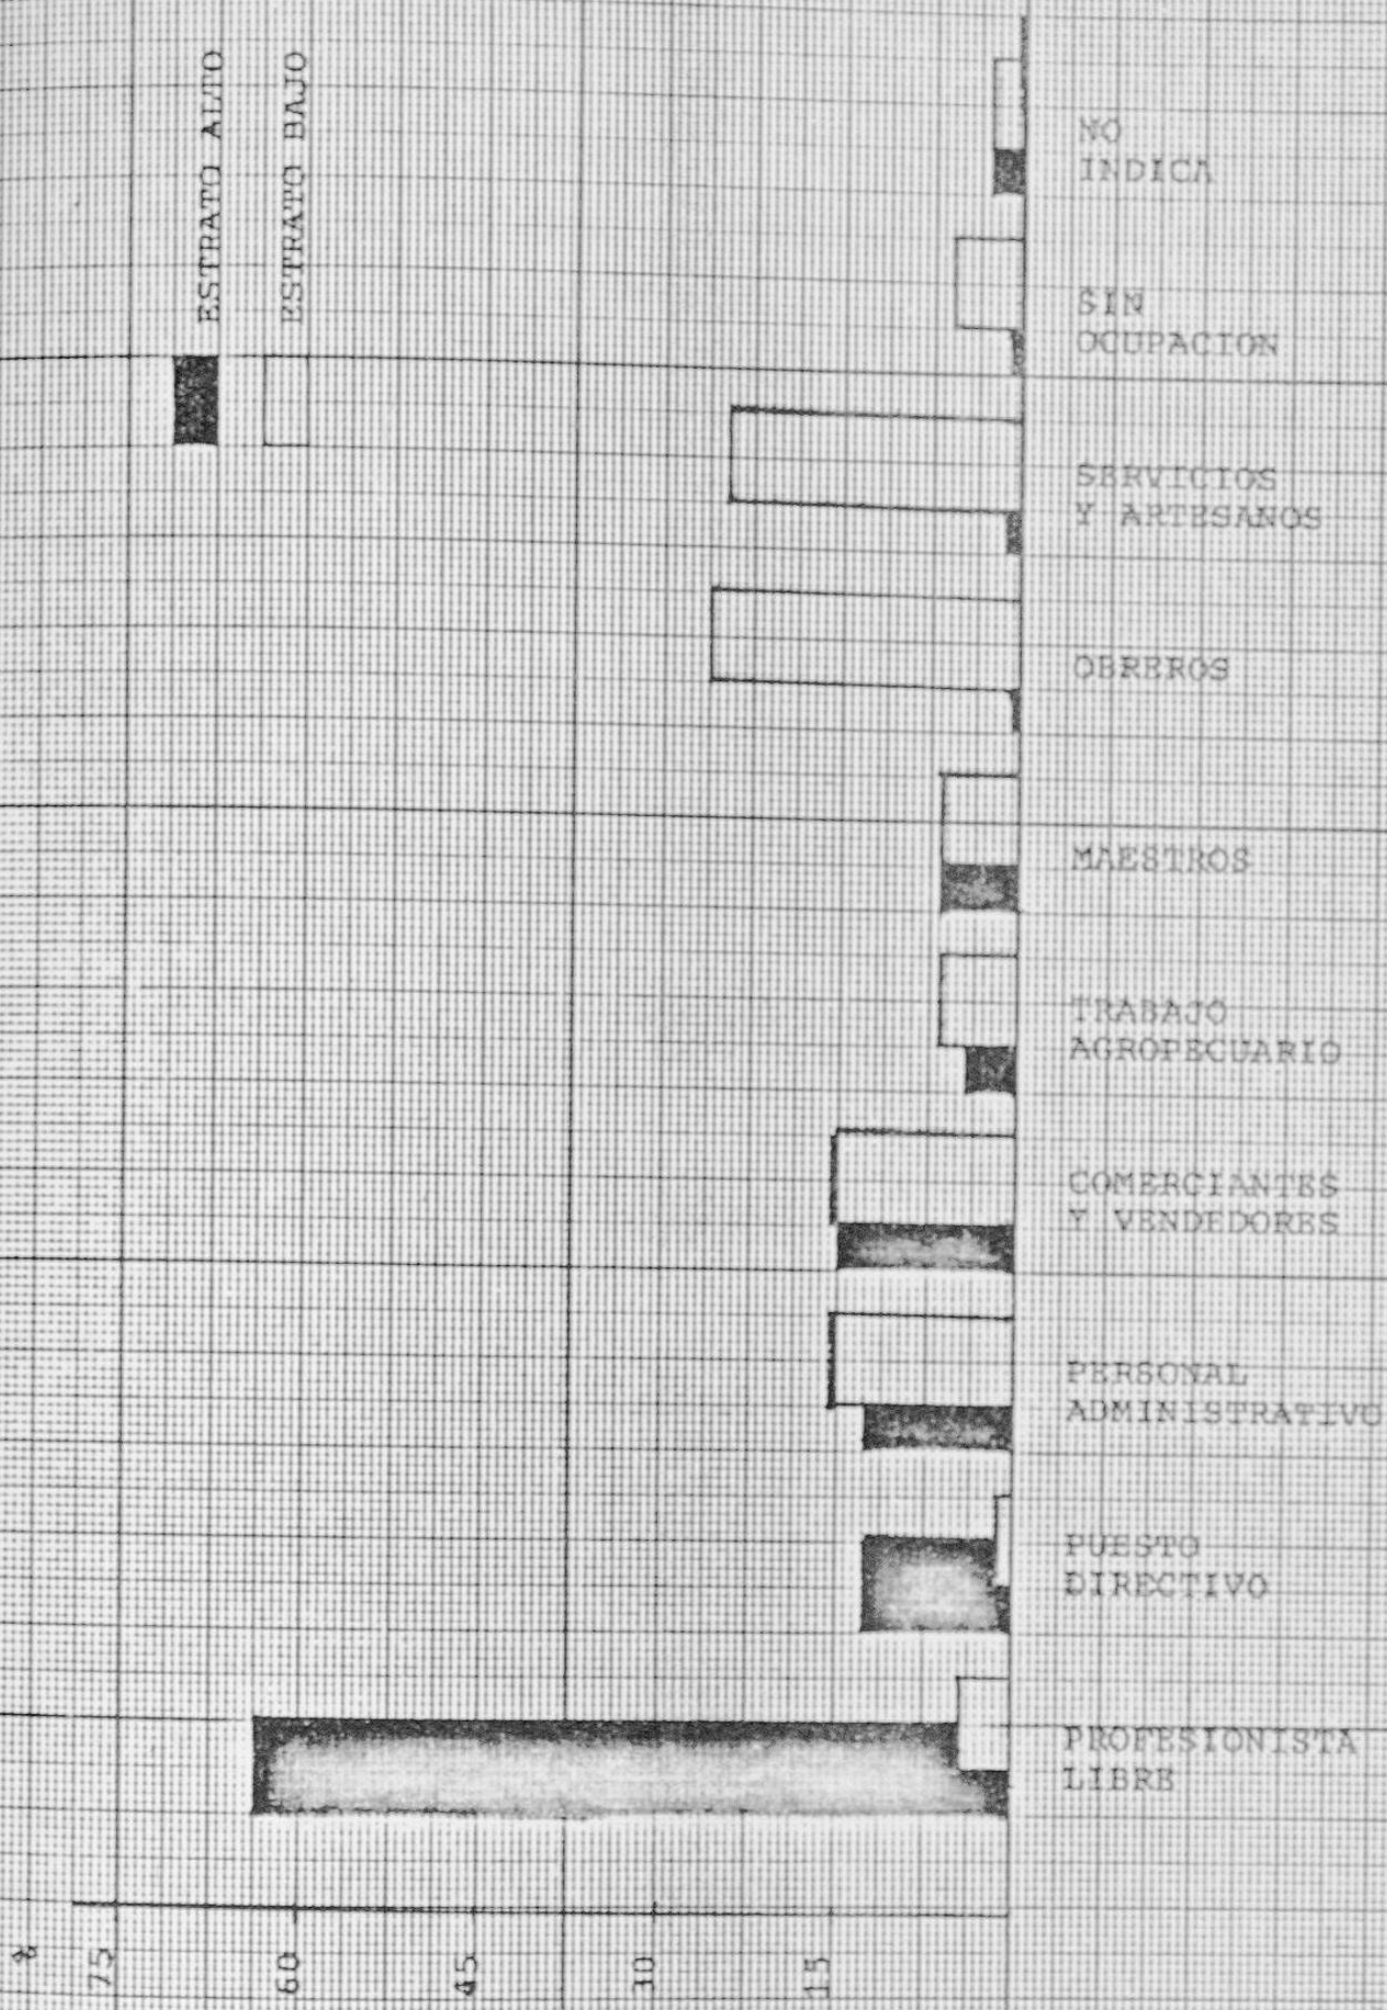 ESTRATO ALTO
ESTRATO BAJO
NO
INDICA
SIN
OCUPACION
SERVICIOS
Y ARTESANOS
OBREROS
MAESTROS
TRABAJO
AGROPECUARIO
COMERCIANTES
Y VENDEDORES
PERSONAL
ADMINISTRATIVO
PUESTO
DIRECTIVO
PROFESIONISTA
LIBRE
%
75
60
45
30
15